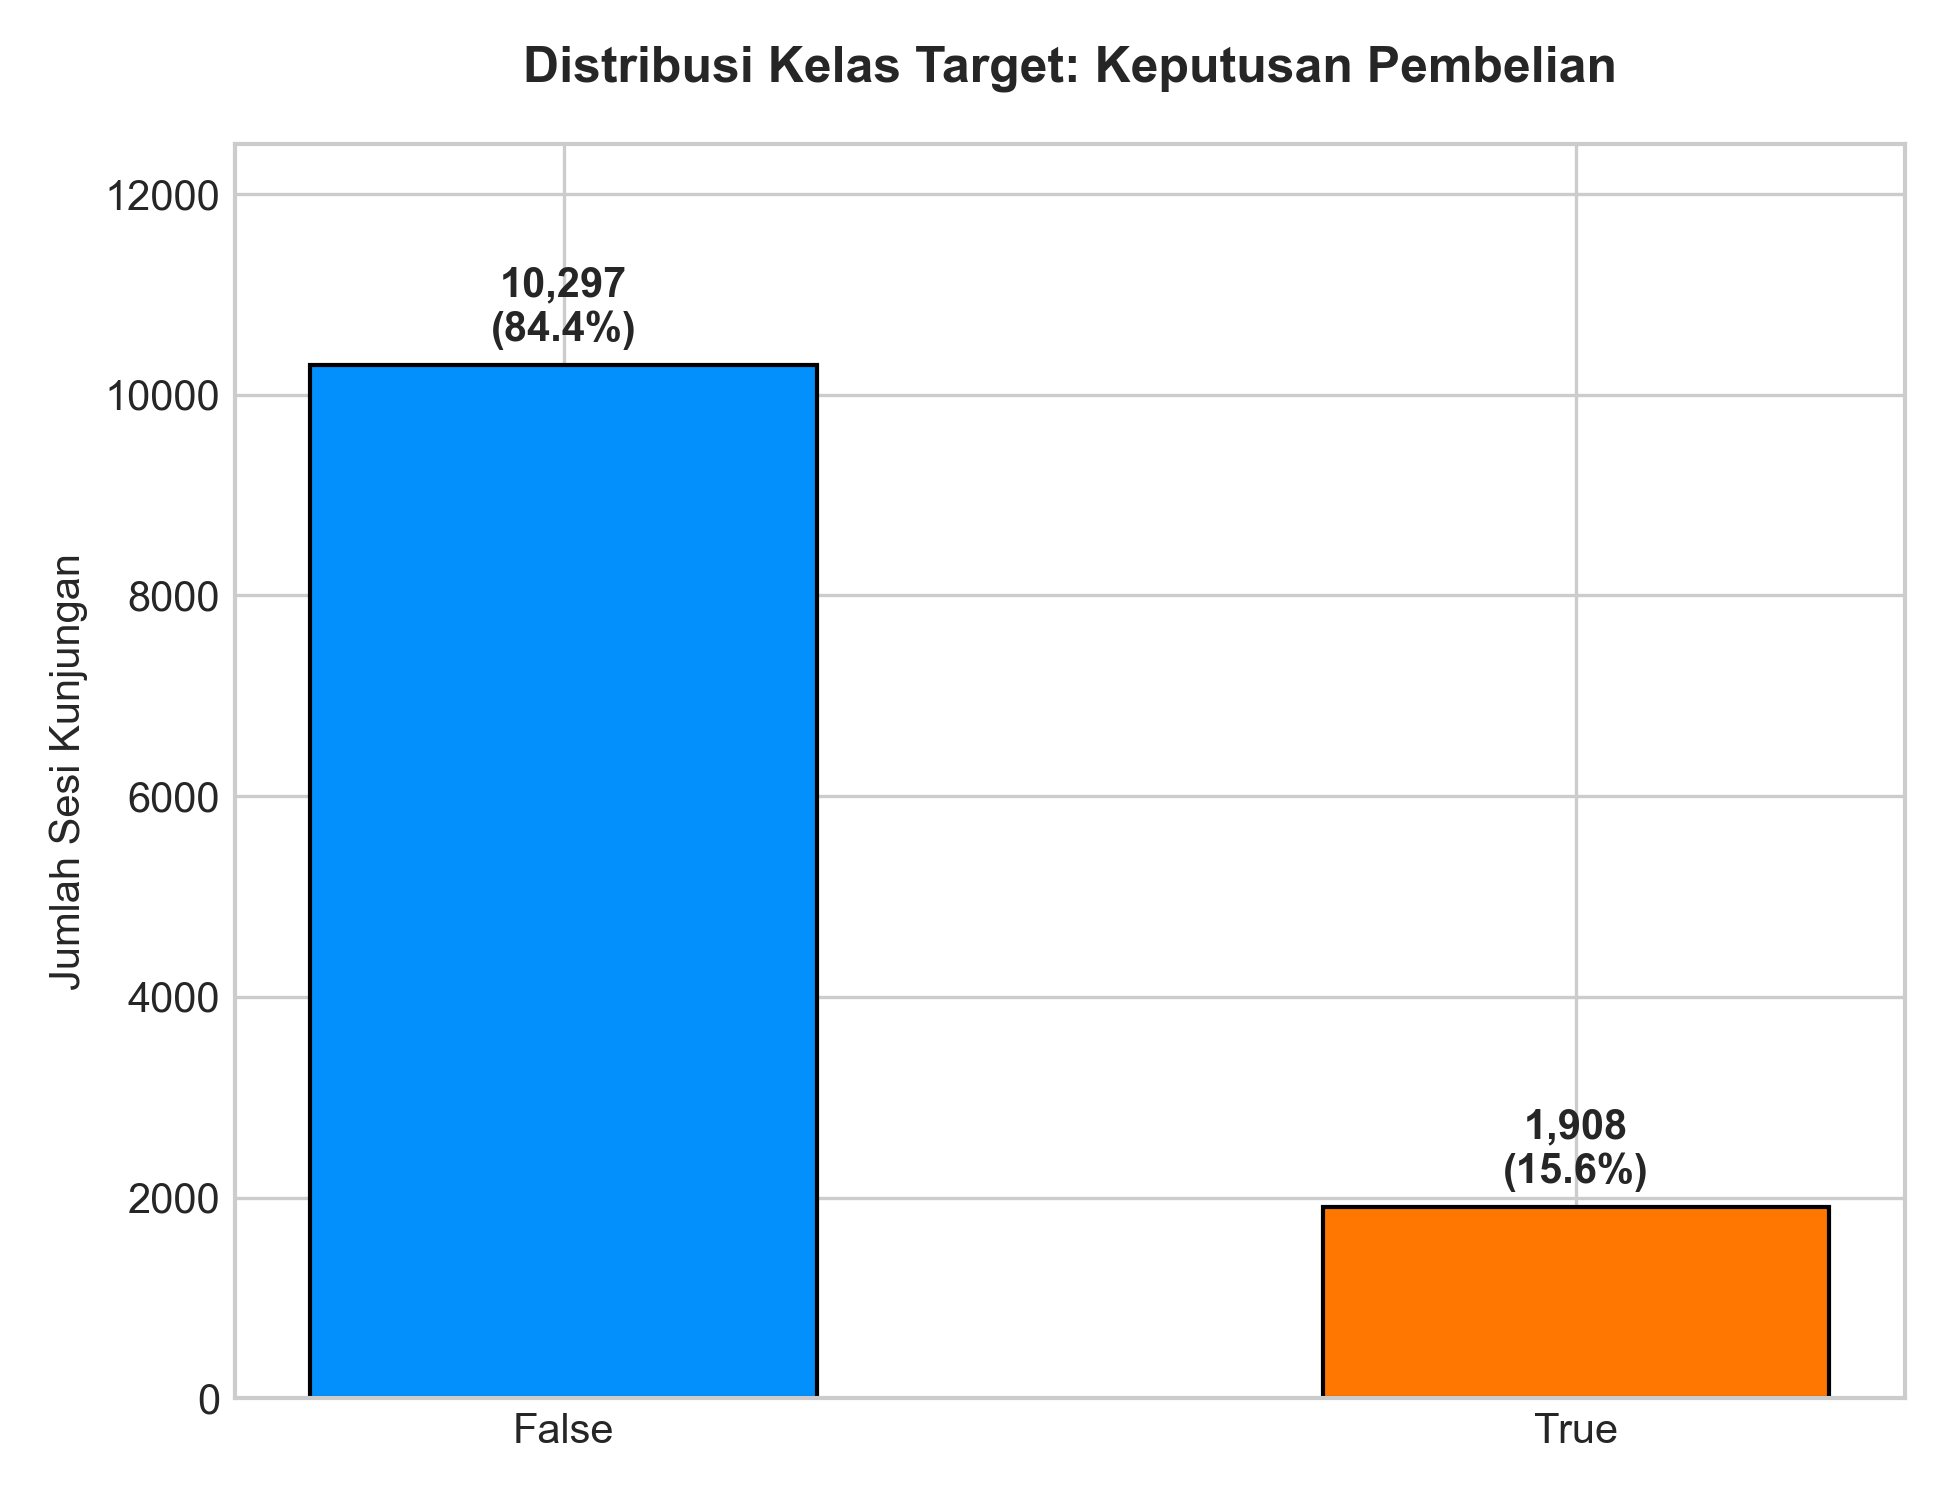 Distribusi Kelas Target: Keputusan Pembelian
Jumlah Sesi Kunjungan
12000
10000
8000
6000
4000
2000
0
10,297
(84.4%)
1,908
(15.6%)
False
True